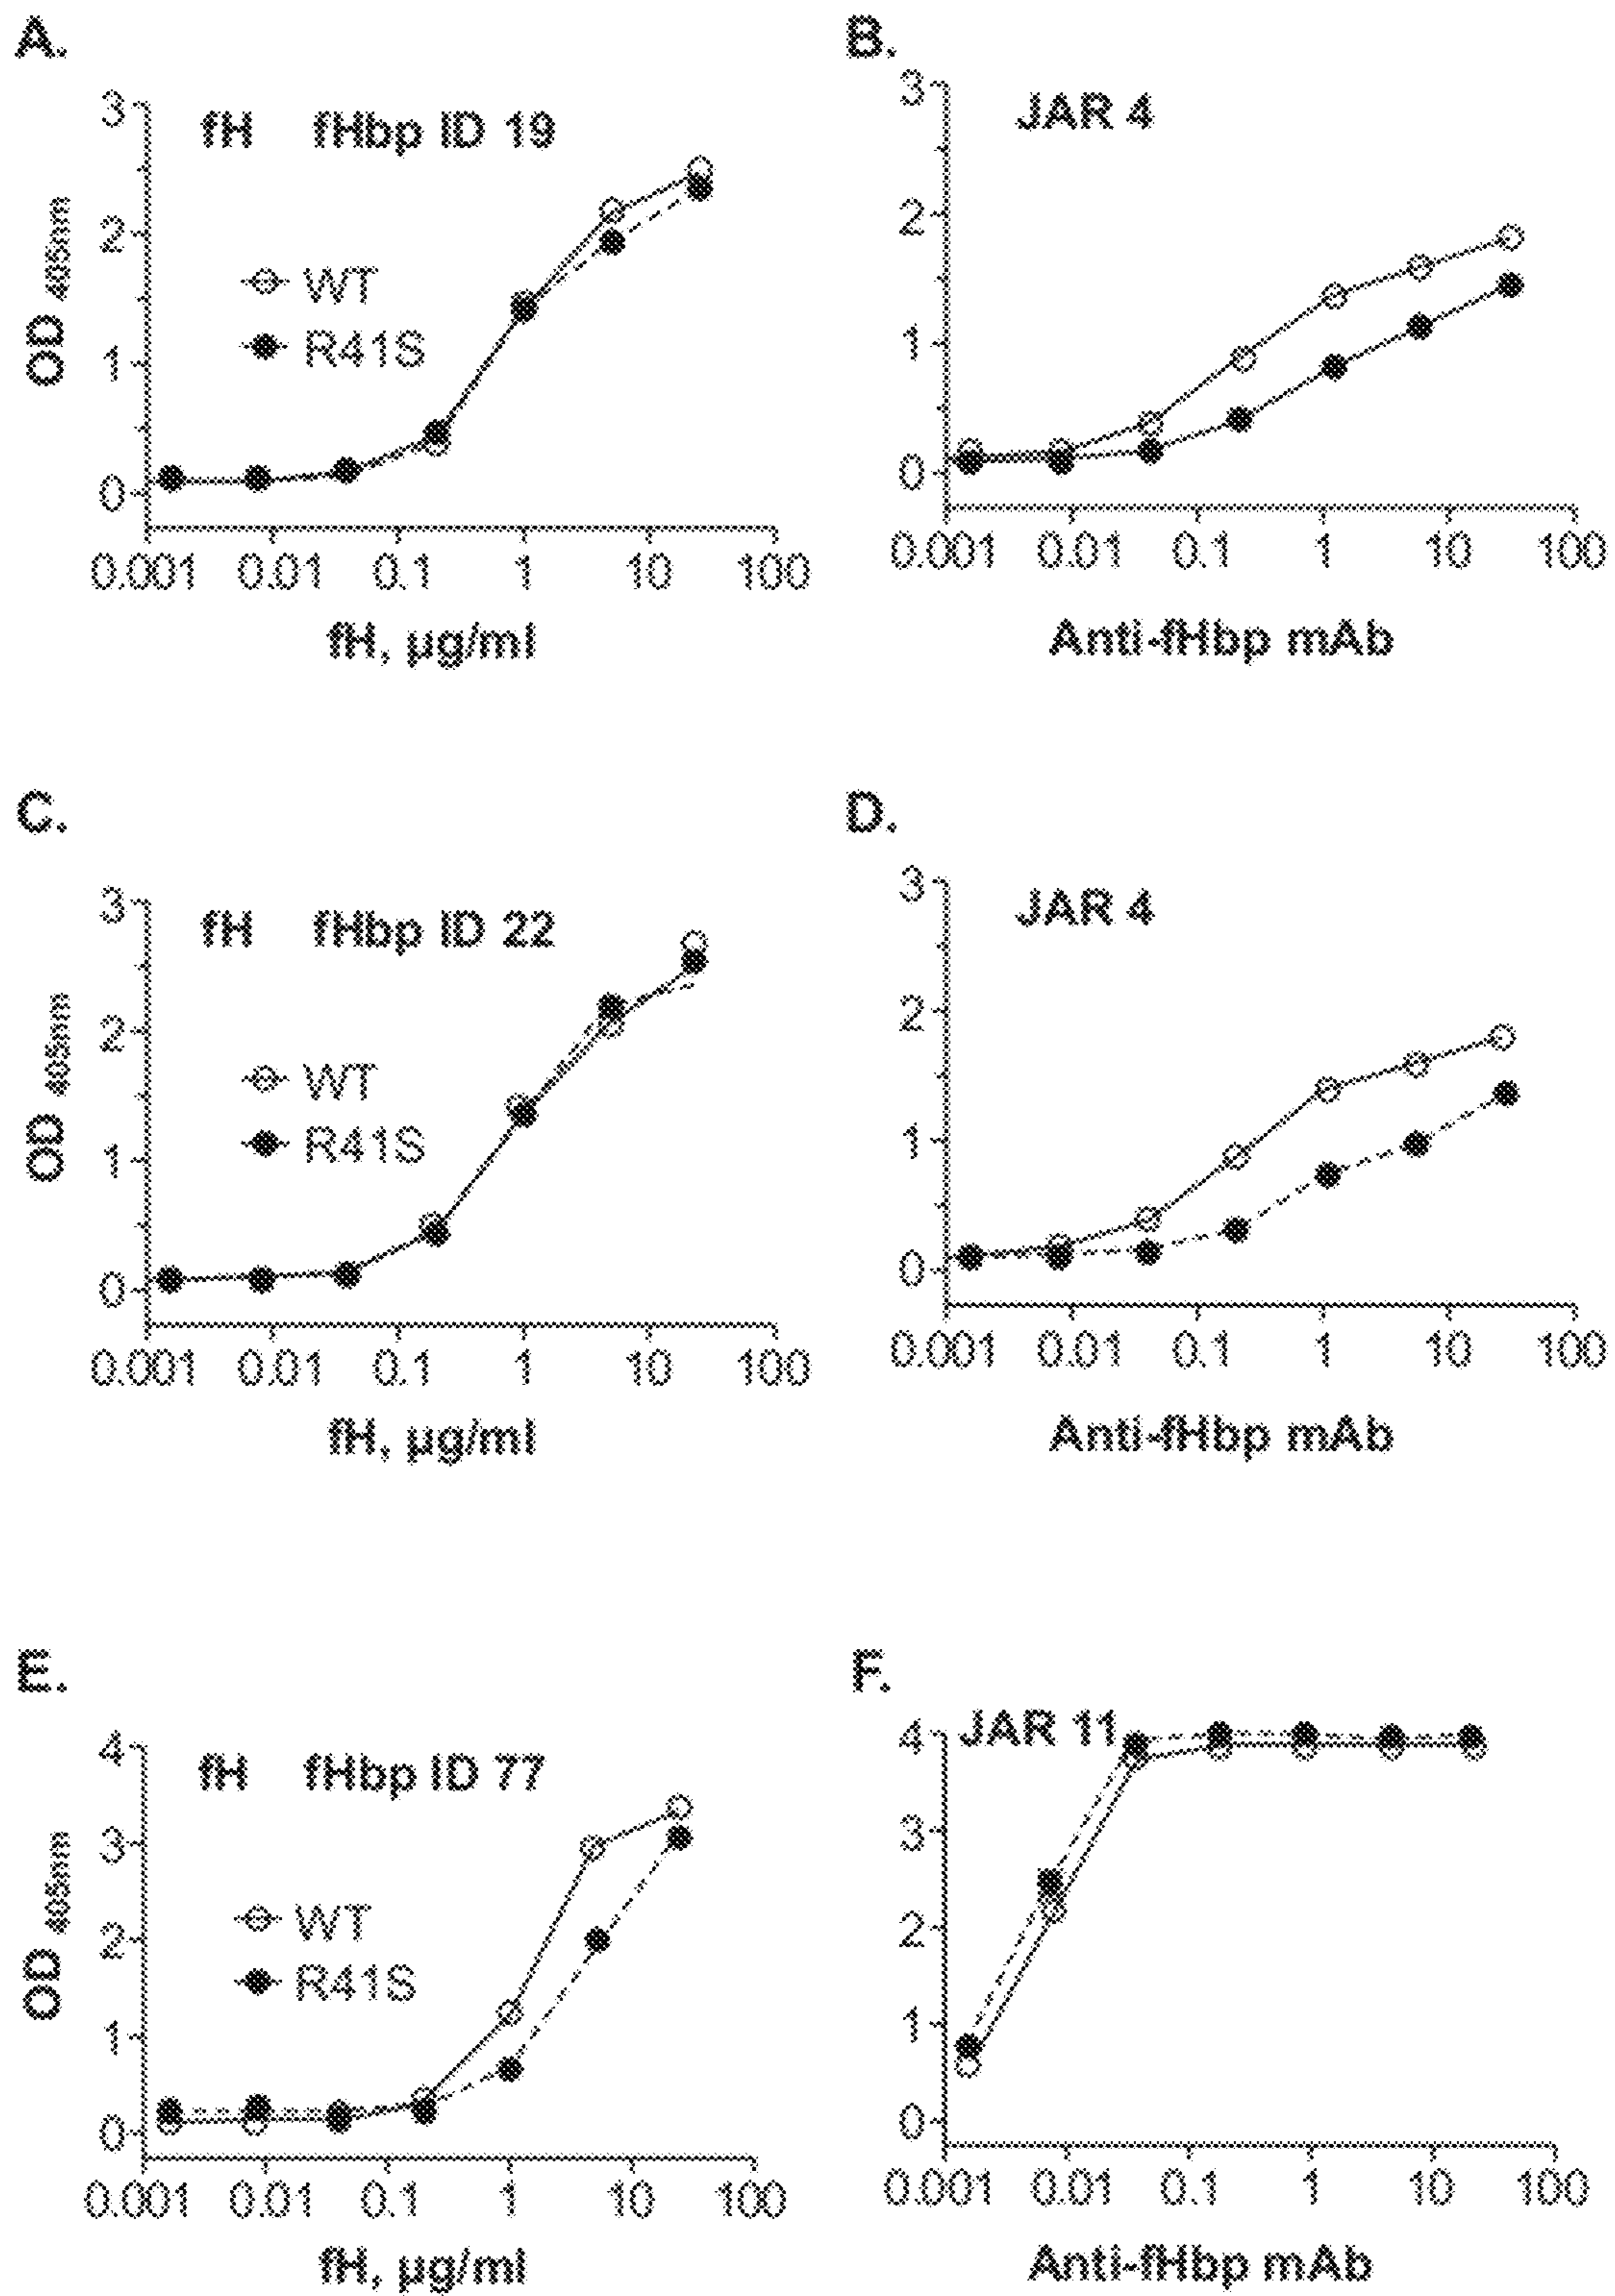 A.
fH fHbp ID 19
3
2
1
0
OD 405nm
WT
R41S
0.001 0.01 0.1 1 10 100
fH, µg/ml
B.
JAR 4
3
2
1
0
0.001 0.01 0.1 1 10 100
Anti-fHbp mAb
C.
fH fHbp ID 22
3
2
1
0
OD 405nm
WT
R41S
0.001 0.01 0.1 1 10 100
fH, µg/ml
D.
JAR 4
3
2
1
0
0.001 0.01 0.1 1 10 100
Anti-fHbp mAb
E.
fH fHbp ID 77
4
3
2
1
0
OD 405nm
WT
R41S
0.001 0.01 0.1 1 10 100
fH, µg/ml
F.
JAR 11
4
3
2
1
0
0.001 0.01 0.1 1 10 100
Anti-fHbp mAb